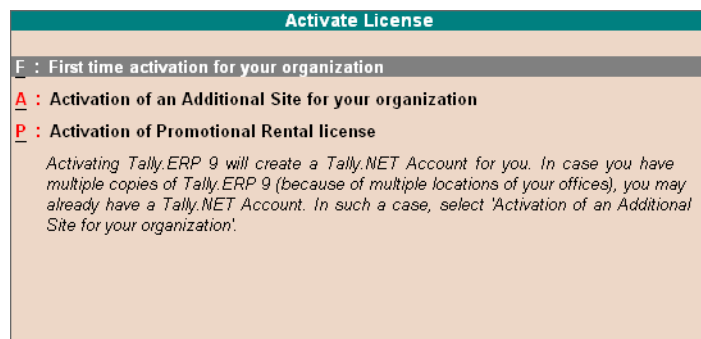 Activate License
F : First time activation for your organization
A : Activation of an Additional Site for your organization
P : Activation of Promotional Rental license
Activating Tally.ERP 9 will create a Tally.NET Account for you. In case you have
multiple copies of Tally.ERP 9 (because of multiple locations of your offices), you may
already have a Tally.NET Account. In such a case, select 'Activation of an Additional
Site for your organization'.